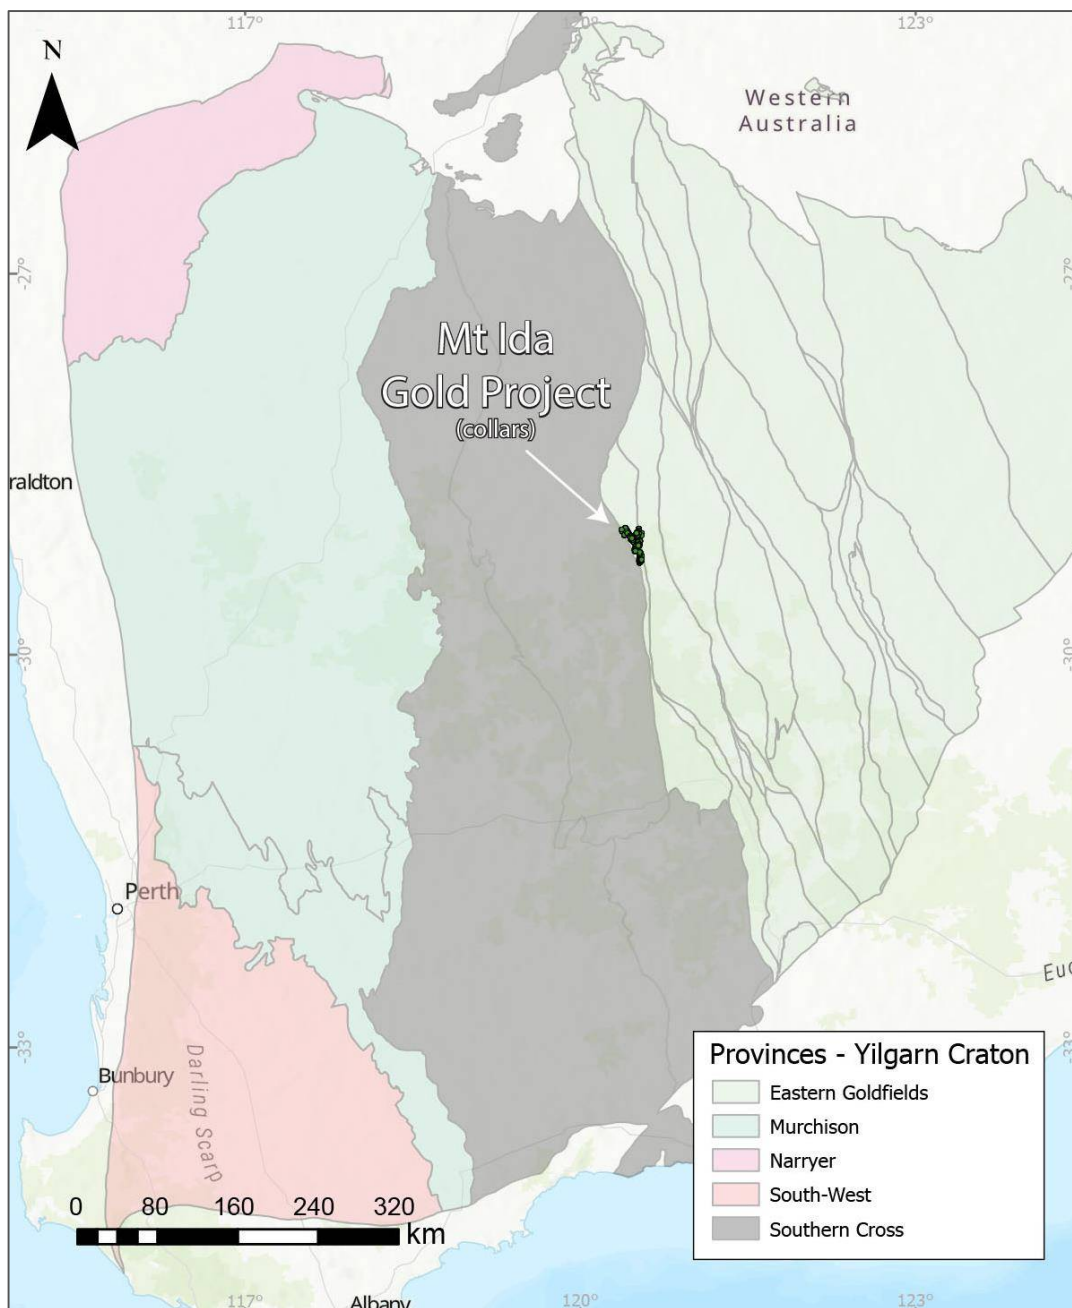 117°
120°
123°
N
Western
Australia
-27°
-27°
Mt Ida
Gold Project
(collars)
raldton
-30°
-30°
Perth
Euc
-33°
-33°
Bunbury
Darling Scarp
Provinces - Yilgarn Craton
Eastern Goldfields
Murchison
Narryer
South-West
Southern Cross
0 80 160 240 320
km
117°
120°
123°
Albany